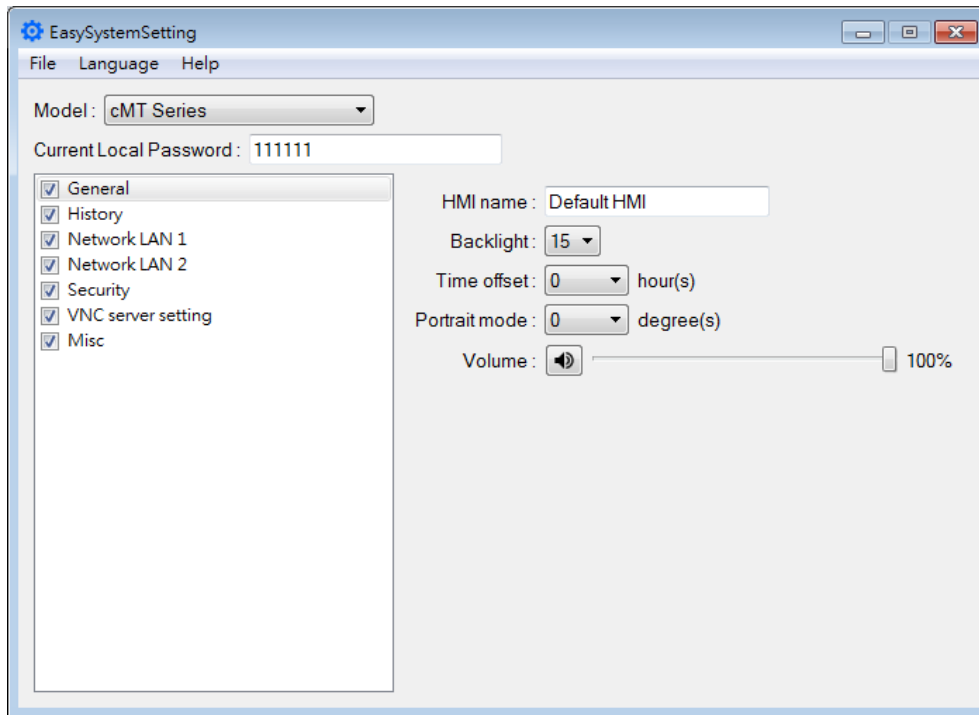 EasySystemSetting
File Language Help
Model : cMT Series
Current Local Password : 111111
General
History
Network LAN 1
Network LAN 2
Security
VNC server setting
Misc
HMI name : Default HMI
Backlight : 15
Time offset : 0 hour(s)
Portrait mode : 0 degree(s)
Volume : 100%